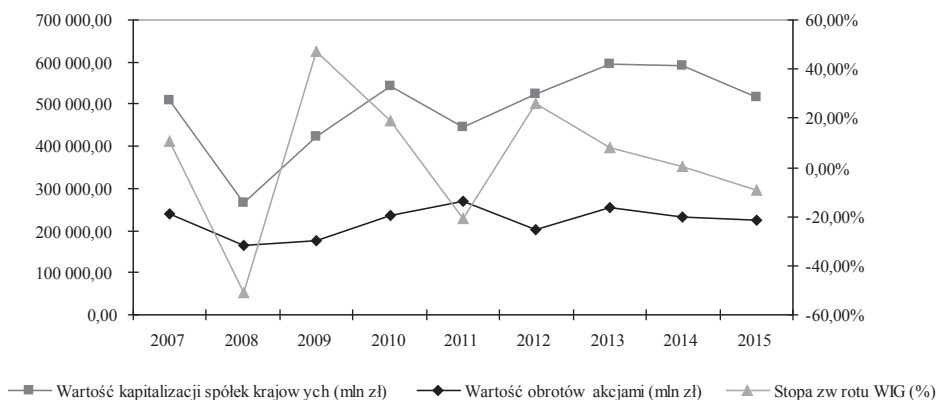 700 000,00 60,00%
600 000,00 40,00%
500 000,00 20,00%
400 000,00 0,00%
300 000,00 -20,00%
200 000,00 -40,00%
100 000,00 -60,00%
0,00
2007 2008 2009 2010 2011 2012 2013 2014 2015
Wartość kapitalizacji spółek krajow ych (mln zł) Wartość obrotów akcjami (mln zł) Stopa zw rotu WIG (%)